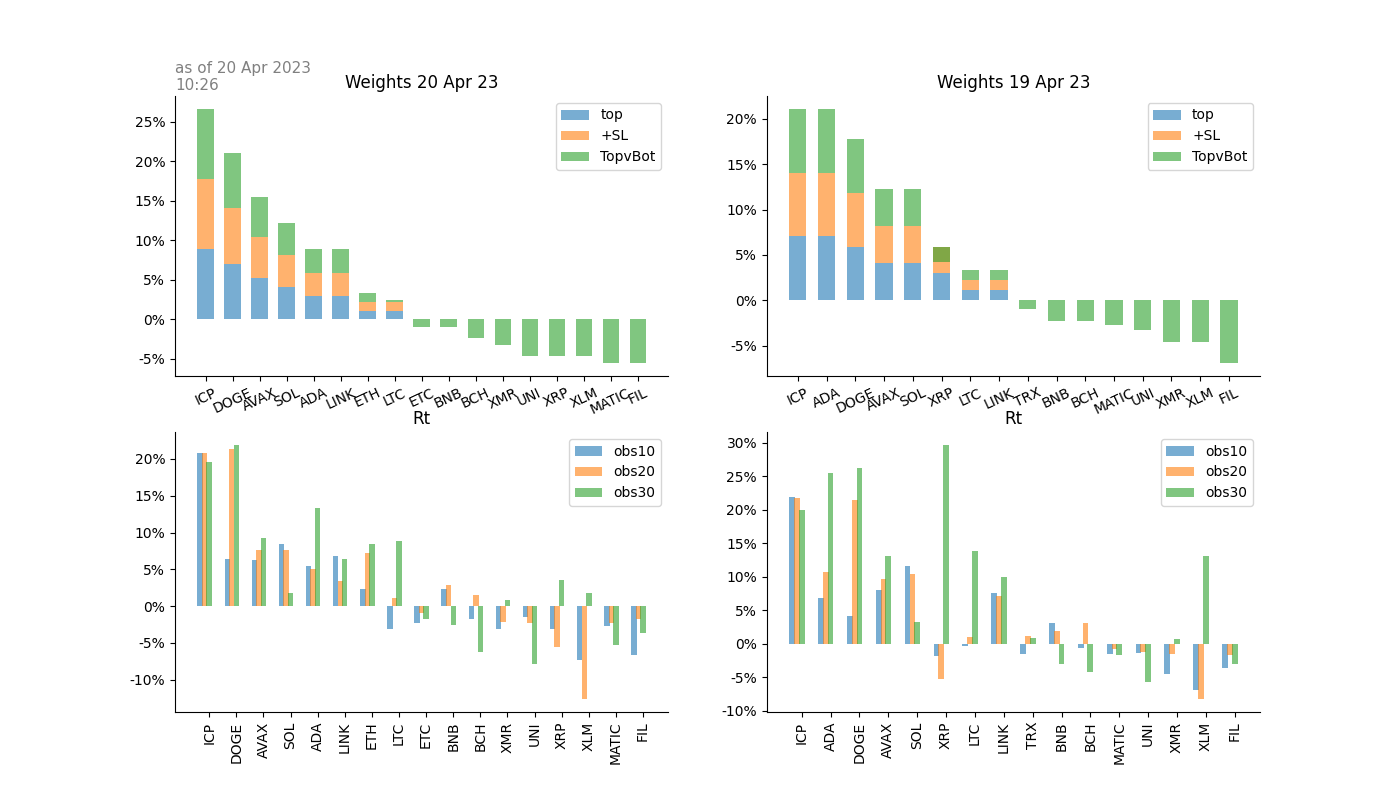 as of 20 Apr 2023
10:26
Weights 20 Apr 23
25%
20%
15%
10%
5%
0%
-5%
top
+SL
TopvBot
ICP DOGE AVAX SOL ADA LINK ETH LTC ETC BNB BCH XMR UNI XRP XLM MATIC FIL
Weights 19 Apr 23
20%
15%
10%
5%
0%
-5%
top
+SL
TopvBot
ICP ADA DOGE AVAX SOL XRP LTC LINK TRX BNB BCH MATIC UNI XMR XLM FIL
Rt
20%
15%
10%
5%
0%
-5%
-10%
obs10
obs20
obs30
ICP DOGE AVAX SOL ADA LINK ETH LTC ETC BNB BCH XMR UNI XRP XLM MATIC FIL
Rt
30%
25%
20%
15%
10%
5%
0%
-5%
-10%
obs10
obs20
obs30
ICP ADA DOGE AVAX SOL XRP LTC LINK TRX BNB BCH MATIC UNI XMR XLM FIL